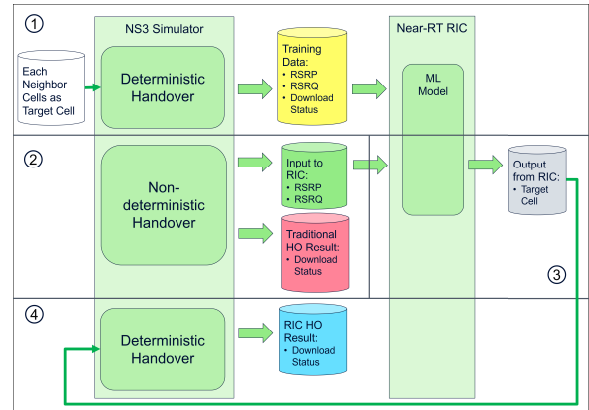 ①
NS3 Simulator
Near-RT RIC
Each
Neighbor
Cells as
Target Cell
Deterministic
Handover
Training
Data:
• RSRP
• RSRQ
• Download
Status
ML
Model
②
Non-
deterministic
Handover
Input to
RIC:
• RSRP
• RSRQ
Traditional
HO Result:
• Download
Status
Output
from RIC:
• Target
Cell
③
④
Deterministic
Handover
RIC HO
Result:
• Download
Status